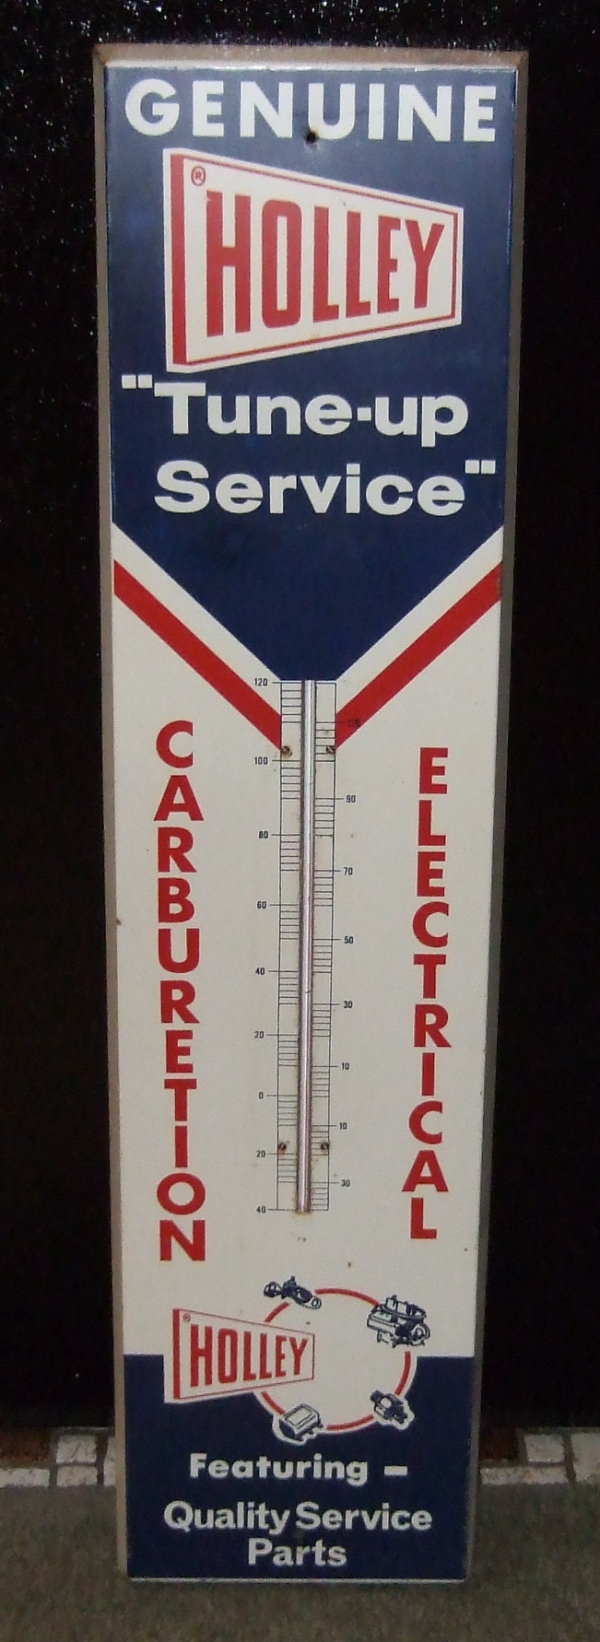 GENUINE
® HOLLEY
"Tune-up
Service"
CARBURETION
ELECTRICAL
120
110
100
90
80
70
60
50
40
30
20
10
0
10
20
30
40
® HOLLEY
Featuring –
Quality Service
Parts